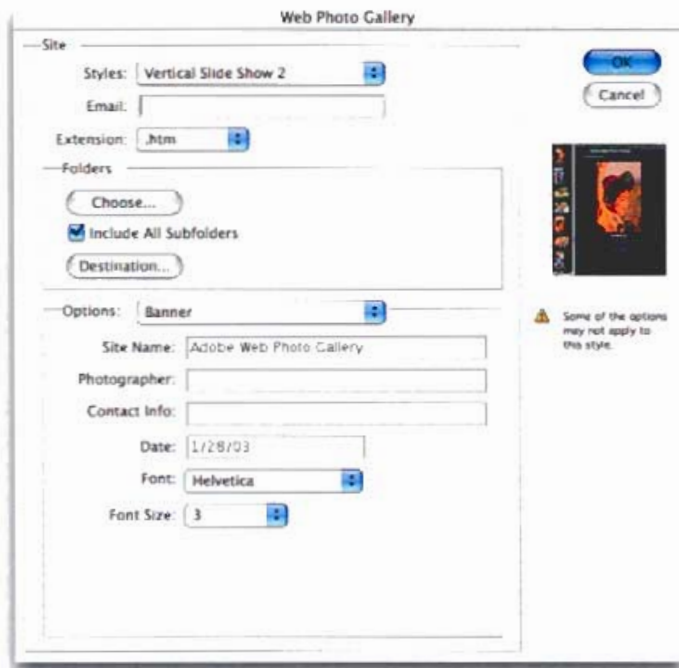 Web Photo Gallery
Site
Styles: Vertical Slide Show 2
Email:
Extension: .htm
Folders
Choose...
Include All Subfolders
Destination...
Options: Banner
Site Name: Adobe Web Photo Gallery
Photographer:
Contact Info:
Date: 1/28/03
Font: Helvetica
Font Size: 3
OK
Cancel
Some of the options
may not apply to
this style.